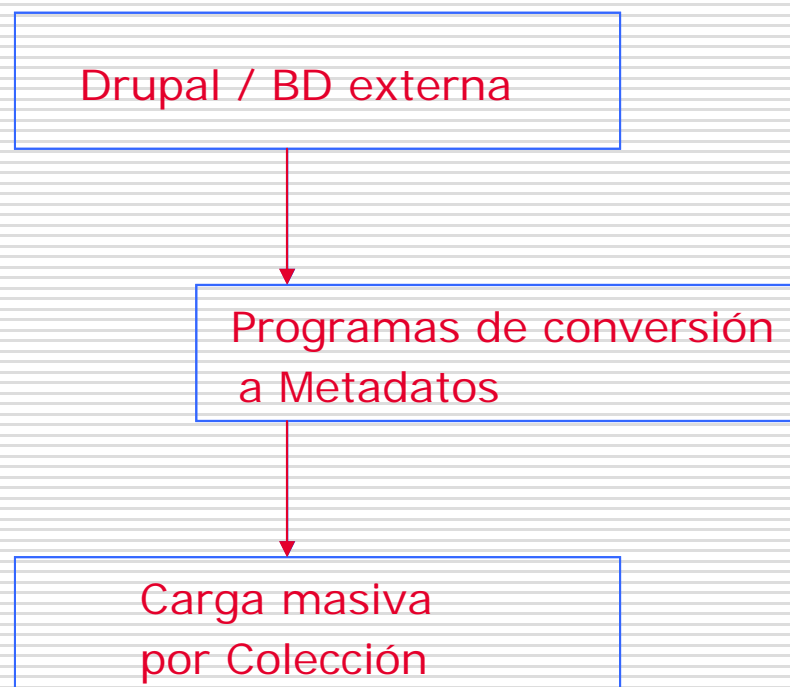 Drupal / BD externa
Programas de conversión
a Metadatos
Carga masiva
por Colección